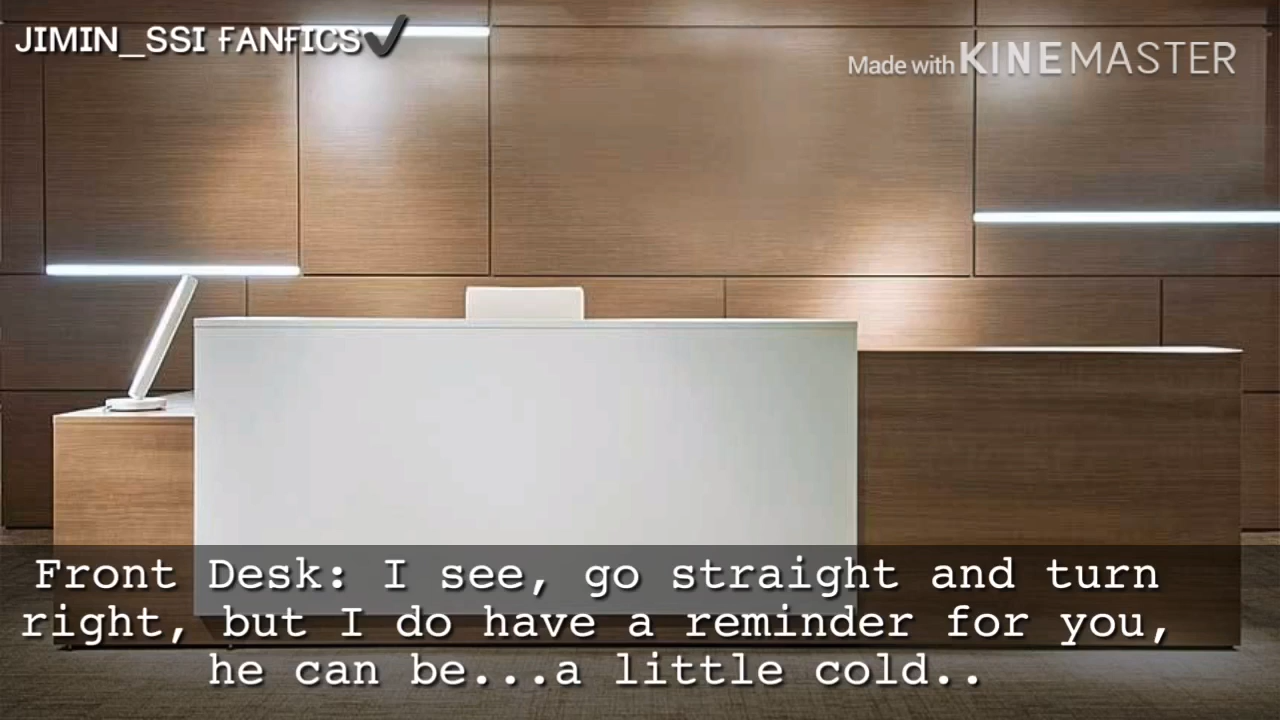 JIMIN_SSI FANFICS✔
Made with KINEMASTER
Front Desk: I see, go straight and turn
right, but I do have a reminder for you,
he can be...a little cold..